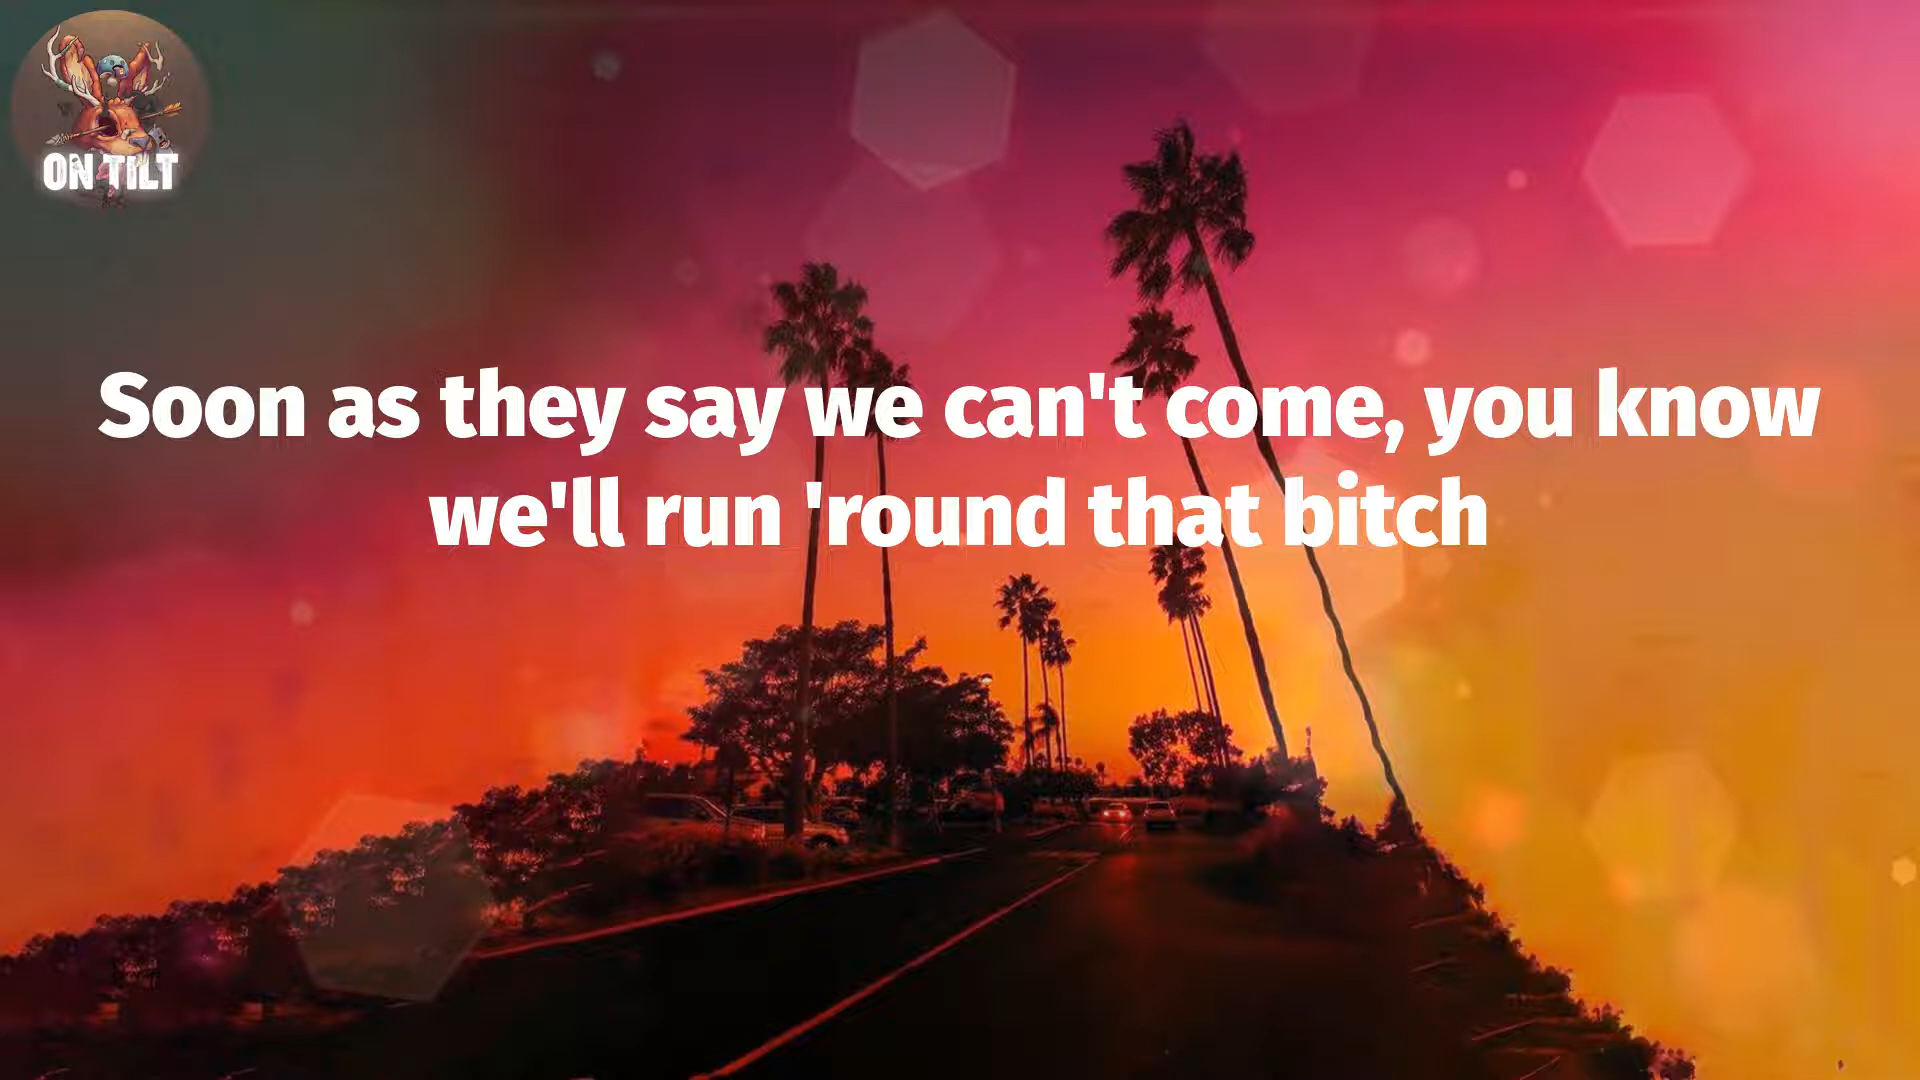 ON TILT
Soon as they say we can't come, you know
we'll run 'round that bitch